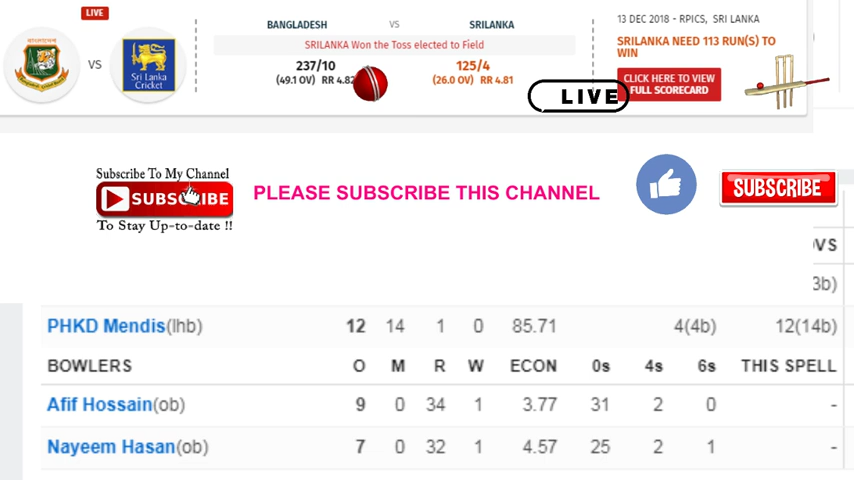 LIVE
BANGLADESH VS SRILANKA
SRILANKA Won the Toss elected to Field
VS
Sri Lanka
Cricket
237/10 125/4
(49.1 OV) RR 4.82 (26.0 OV) RR 4.81
13 DEC 2018 - RPICS, SRI LANKA
SRILANKA NEED 113 RUN(S) TO
WIN
CLICK HERE TO VIEW
FULL SCORECARD
LIVE
Subscribe To My Channel
SUBSCRIBE
To Stay Up-to-date !!
PLEASE SUBSCRIBE THIS CHANNEL
SUBSCRIBE
OVS
3b)
PHKD Mendis(lhb) 12 14 1 0 85.71 4(4b) 12(14b)
BOWLERS O M R W ECON 0s 4s 6s THIS SPELL
Afif Hossain(ob) 9 0 34 1 3.77 31 2 0 -
Nayeem Hasan(ob) 7 0 32 1 4.57 25 2 1 -